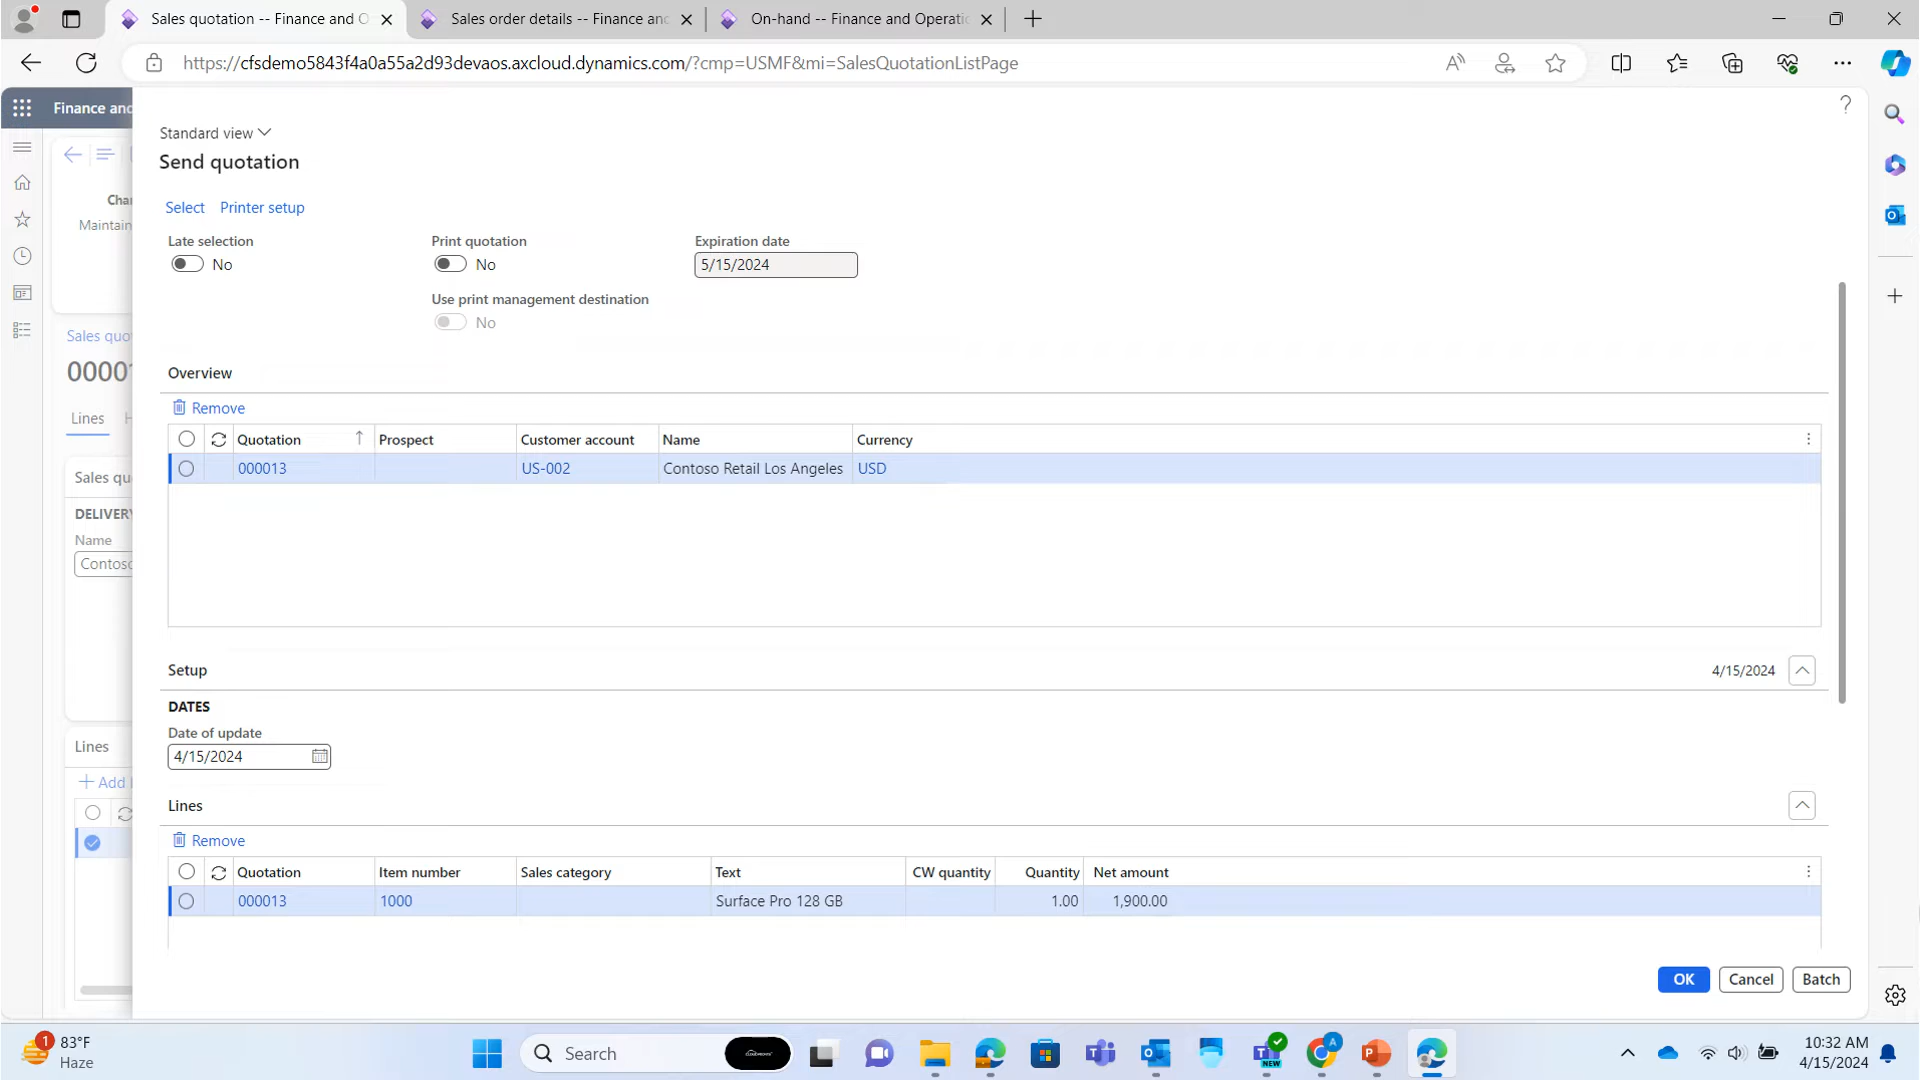 Sales quotation -- Finance and O
Sales order details -- Finance and
On-hand -- Finance and Operatio
https://cfsdemo5843f4a0a55a2d93devaos.axcloud.dynamics.com/?cmp=USMF&mi=SalesQuotationListPage
Finance and
Standard view
Send quotation
Select Printer setup
Late selection Print quotation Expiration date
No No 5/15/2024
Use print management destination
No
Overview
Remove
Quotation Prospect Customer account Name Currency
000013 US-002 Contoso Retail Los Angeles USD
Setup 4/15/2024
DATES
Date of update
4/15/2024
Lines
Remove
Quotation Item number Sales category Text CW quantity Quantity Net amount
000013 1000 Surface Pro 128 GB 1.00 1,900.00
OK Cancel Batch
Char
Maintain
Sales quo
0000
Lines H
Sales qu
DELIVERY
Name
Contoso
Lines
Add
1
83°F
Haze
Search
NEW
A
10:32 AM
4/15/2024